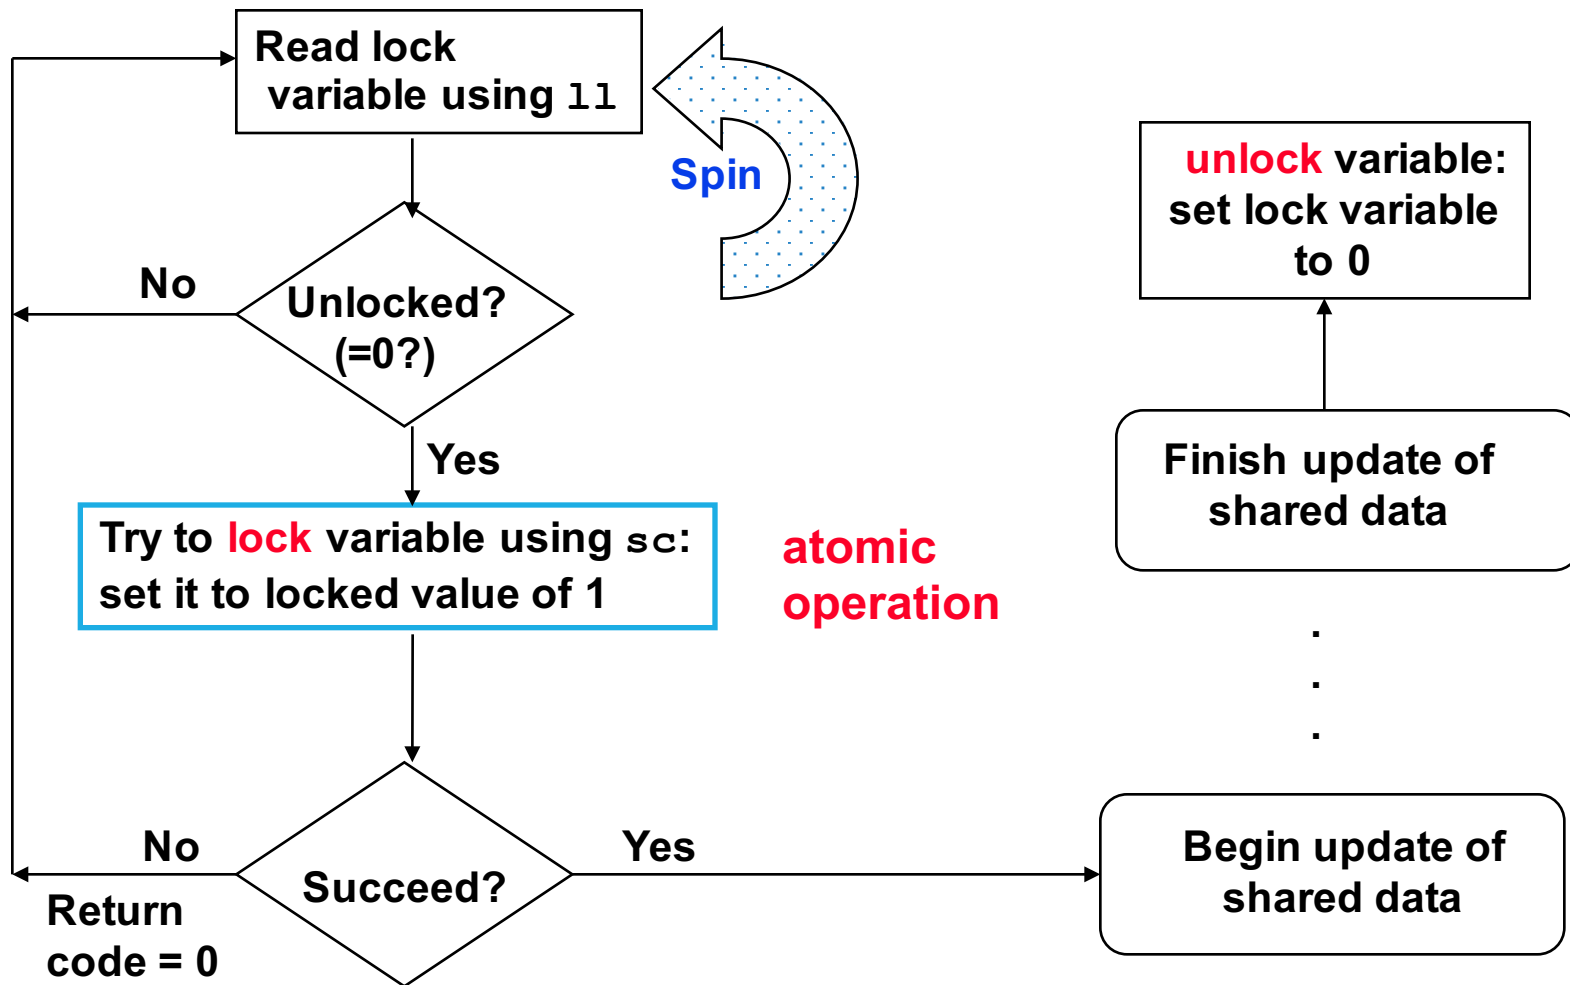 Read lock
variable using ll
Spin
No
Unlocked?
(=0?)
Yes
Try to lock variable using sc:
set it to locked value of 1
atomic
operation
No
Return
code = 0
Succeed?
Yes
Begin update of
shared data
.
.
.
Finish update of
shared data
unlock variable:
set lock variable
to 0